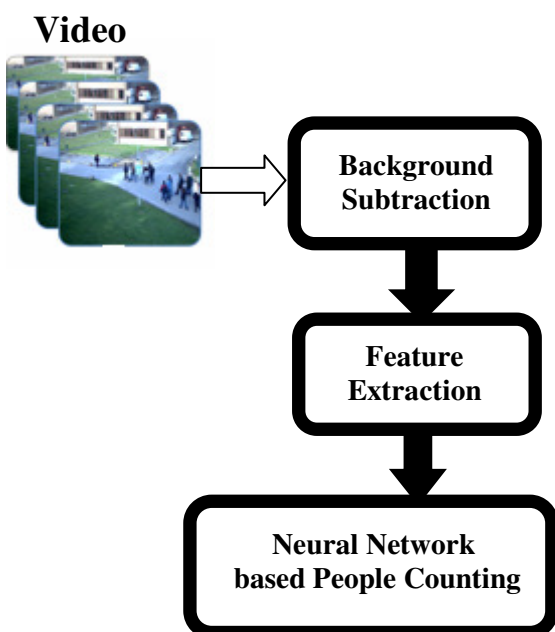 Video
Background
Subtraction
Feature
Extraction
Neural Network
based People Counting